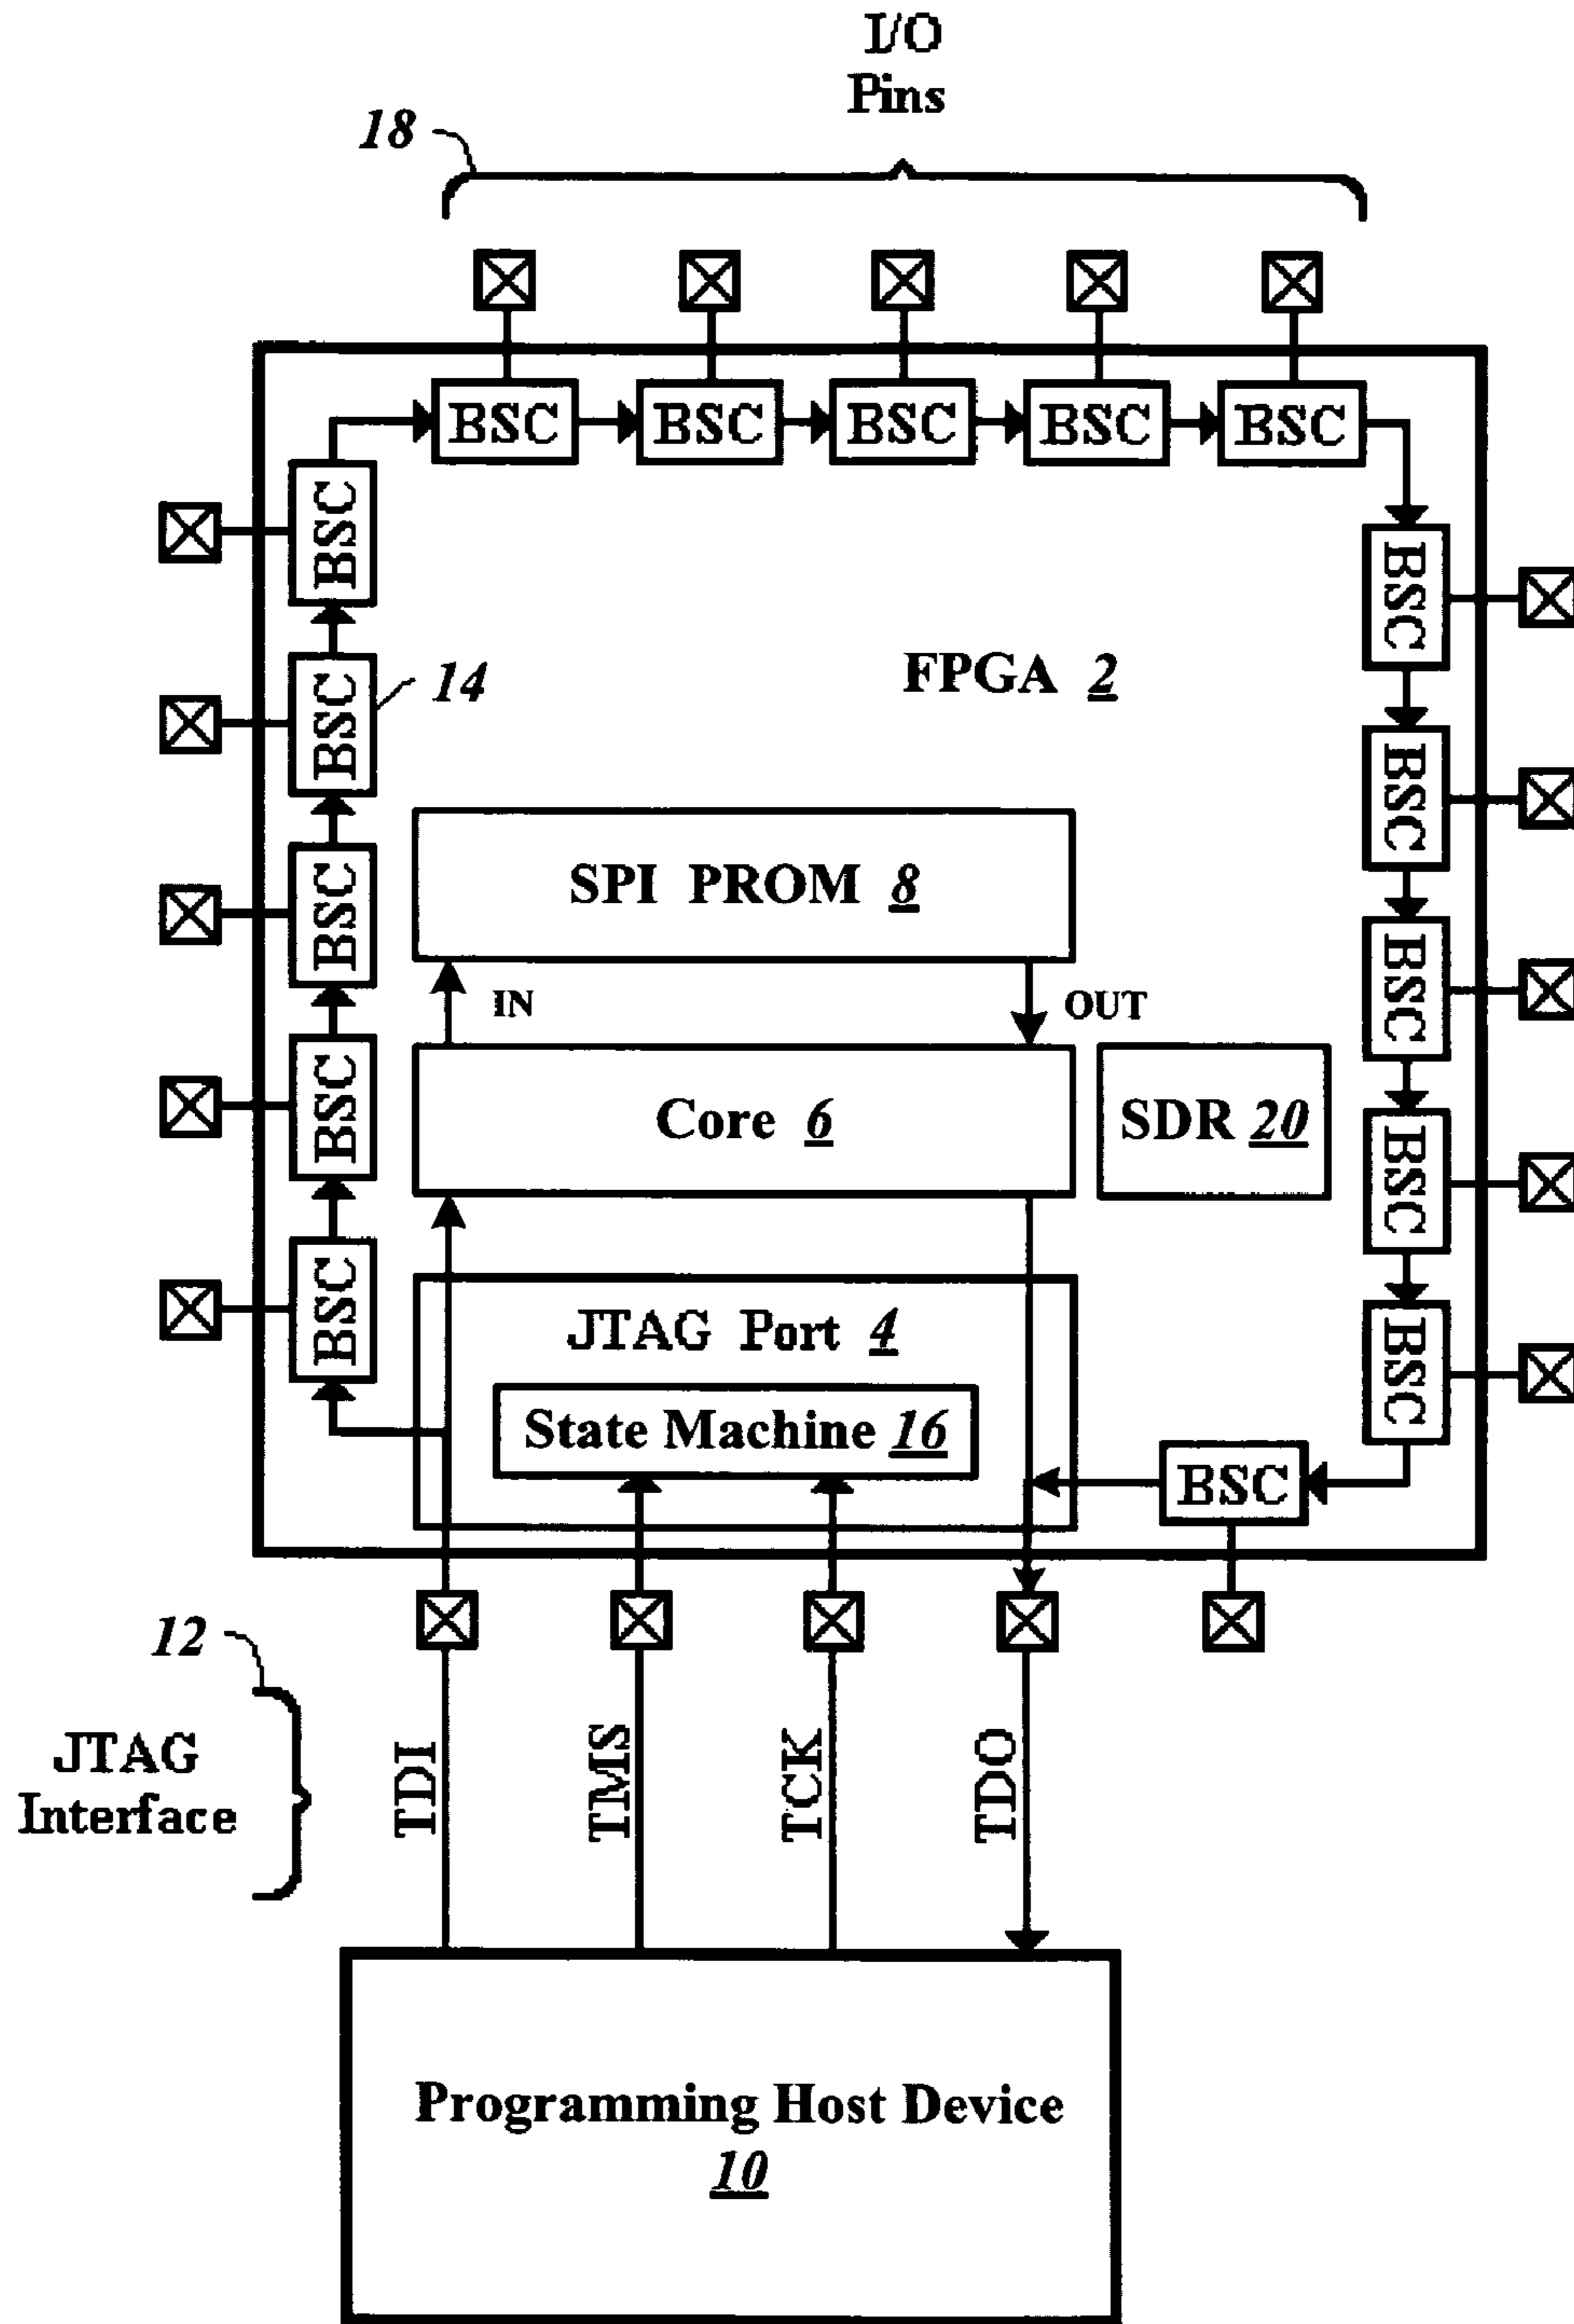 I/O
Pins
18
BSC BSC BSC BSC BSC
BSC
BSC
BSC
BSC
BSC
14
FPGA 2
BSC
BSC
BSC
BSC
BSC
SPI PROM 8
IN
OUT
Core 6
SDR 20
JTAG Port 4
State Machine 16
BSC
12
JTAG
Interface
TDI
TMS
TCK
TDO
Programming Host Device
10